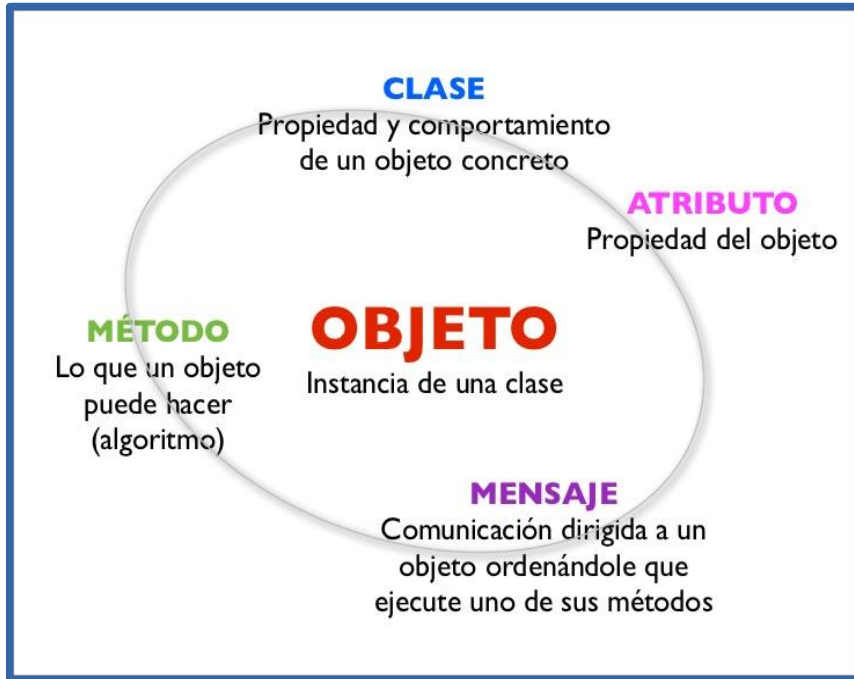 CLASE
Propiedad y comportamiento
de un objeto concreto
ATRIBUTO
Propiedad del objeto
MÉTODO
Lo que un objeto
puede hacer
(algoritmo)
OBJETO
Instancia de una clase
MENSAJE
Comunicación dirigida a un
objeto ordenándole que
ejecute uno de sus métodos